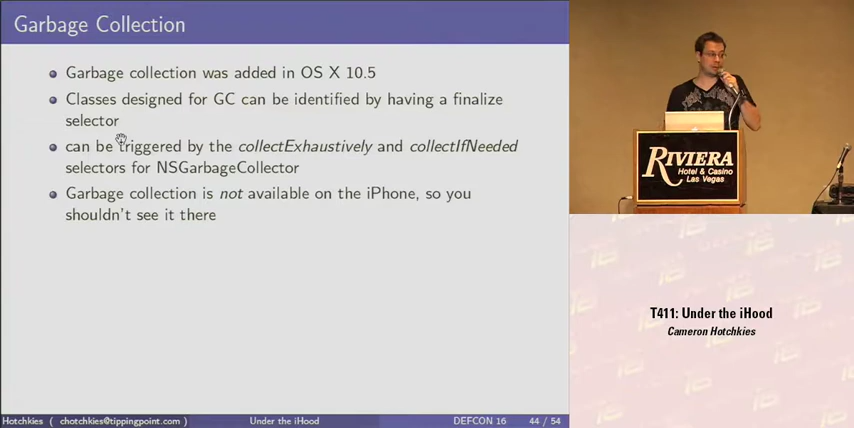 Garbage Collection
Garbage collection was added in OS X 10.5
Classes designed for GC can be identified by having a finalize
selector
can be triggered by the collectExhaustively and collectIfNeeded
selectors for NSGarbageCollector
Garbage collection is not available on the iPhone, so you
shouldn't see it there
Hotchkies ( chotchkies@tippingpoint.com ) Under the iHood DEFCON 16 44 / 54
RIVIERA
Hotel & Casino
Las Vegas
T411: Under the iHood
Cameron Hotchkies